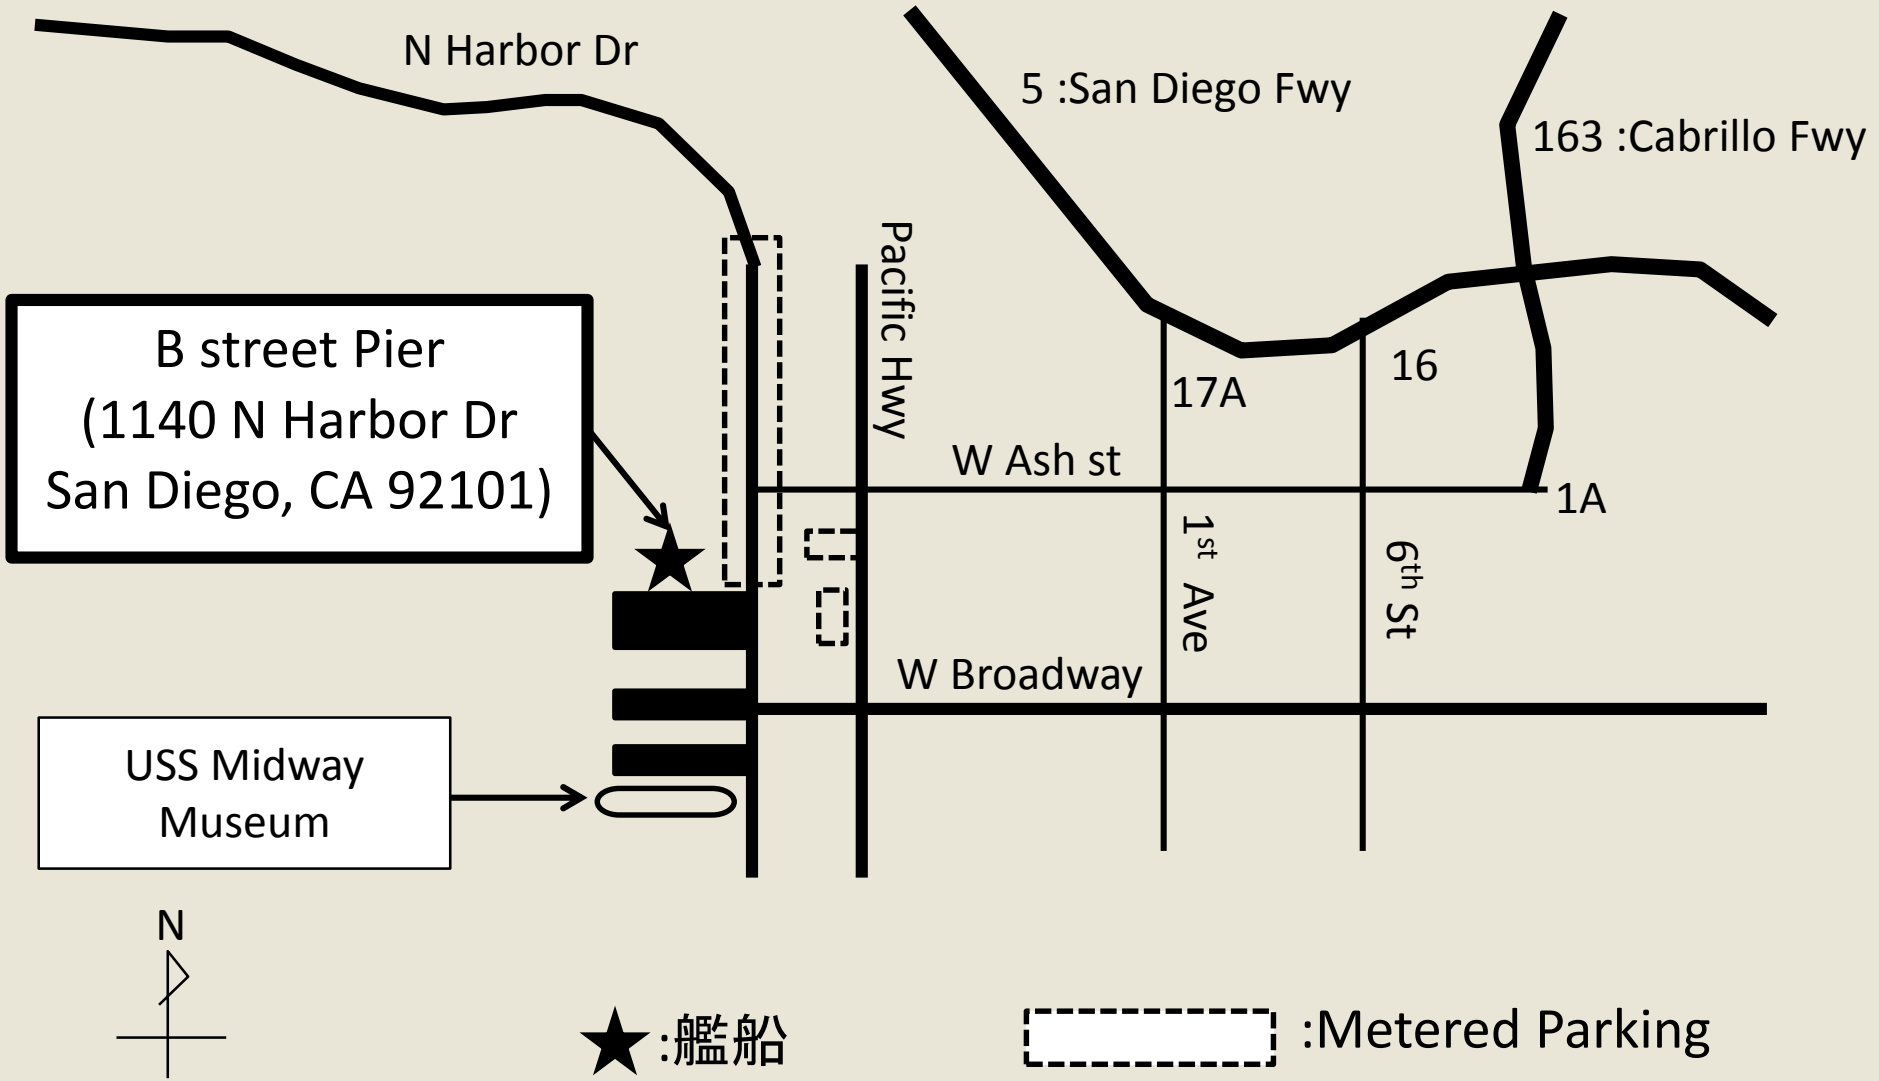 N Harbor Dr
5 :San Diego Fwy
163 :Cabrillo Fwy
Pacific Hwy
B street Pier
(1140 N Harbor Dr
San Diego, CA 92101)
17A
16
W Ash st
1A
1st Ave
6th St
W Broadway
USS Midway
Museum
N
★:艦船
:Metered Parking